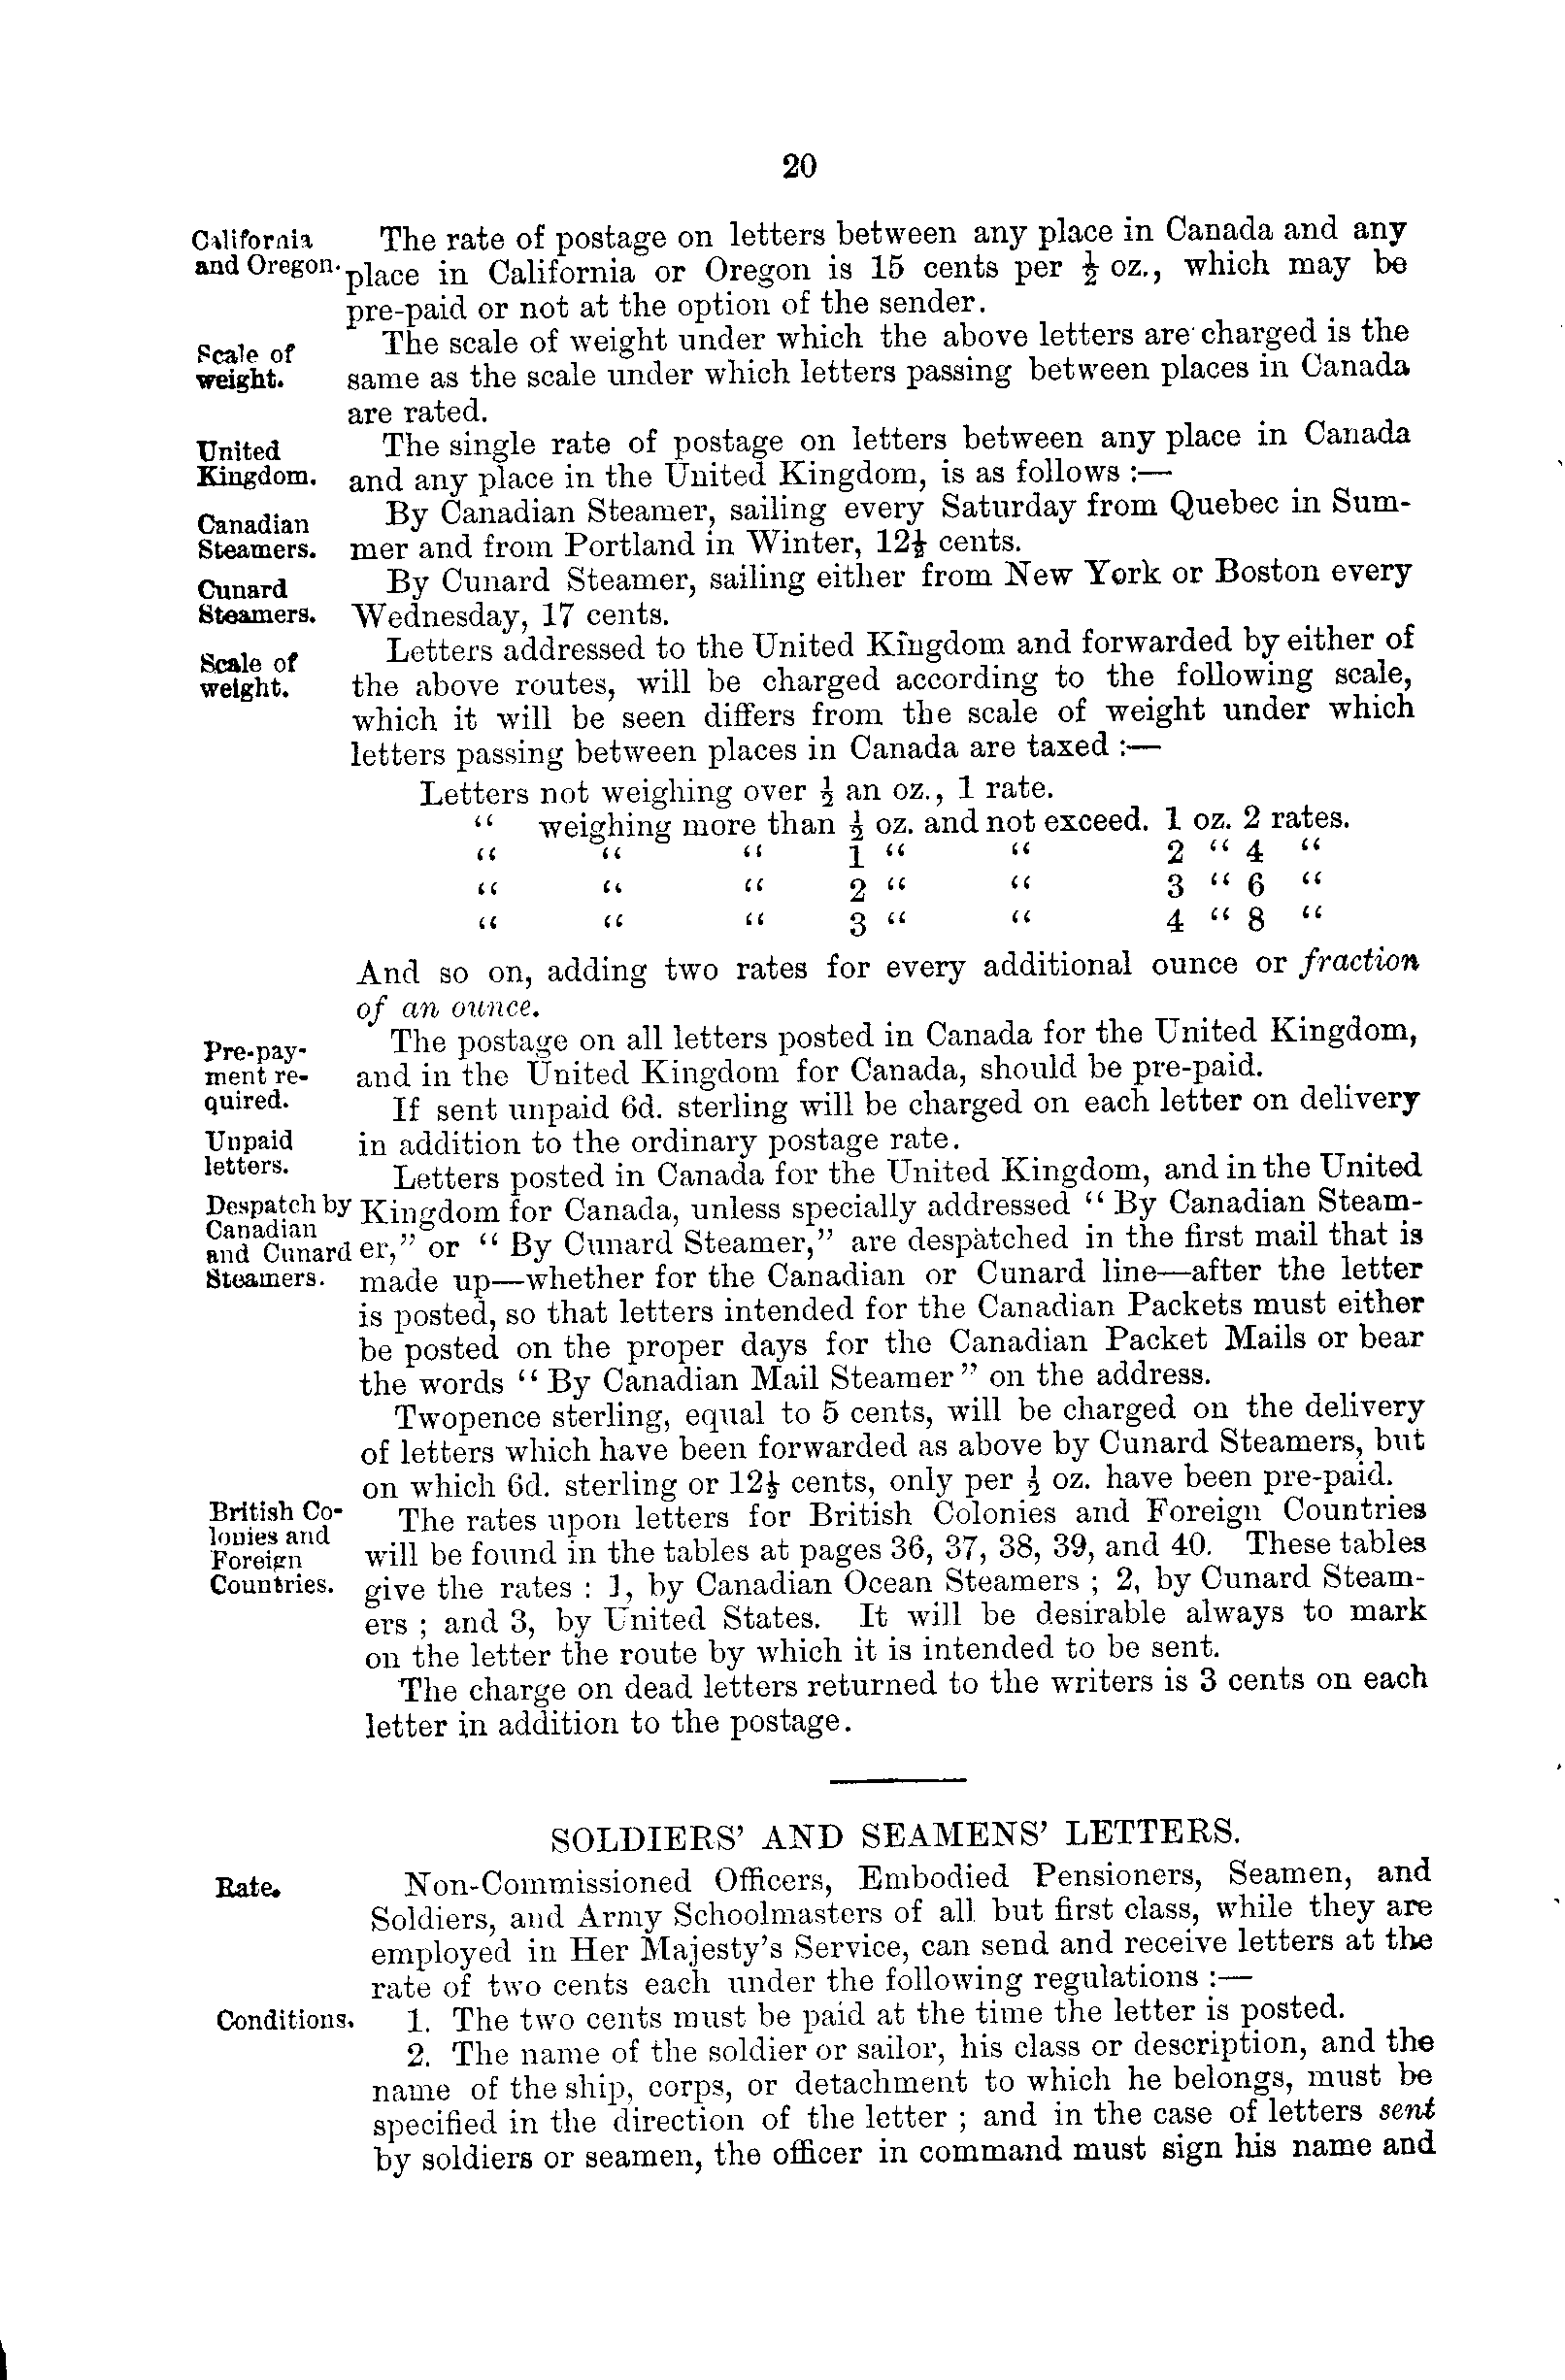 20
California
and Oregon.
The rate of postage on letters between any place in Canada and any
place in California or Oregon is 15 cents per ½ oz., which may be
pre-paid or not at the option of the sender.
Scale of
weight.
The scale of weight under which the above letters are charged is the
same as the scale under which letters passing between places in Canada
are rated.
United
Kingdom.
The single rate of postage on letters between any place in Canada
and any place in the United Kingdom, is as follows :—
Canadian
Steamers.
By Canadian Steamer, sailing every Saturday from Quebec in Sum-
mer and from Portland in Winter, 12½ cents.
Cunard
Steamers.
By Cunard Steamer, sailing either from New York or Boston every
Wednesday, 17 cents.
Scale of
weight.
Letters addressed to the United Kingdom and forwarded by either of
the above routes, will be charged according to the following scale,
which it will be seen differs from the scale of weight under which
letters passing between places in Canada are taxed :—
Letters not weighing over ½ an oz., 1 rate.
“ weighing more than ½ oz. and not exceed. 1 oz. 2 rates.
“ “ “ 1 “ “ 2 “ 4 “
“ “ “ 2 “ “ 3 “ 6 “
“ “ “ 3 “ “ 4 “ 8 “
And so on, adding two rates for every additional ounce or fraction
of an ounce.
Pre-pay-
ment re-
quired.
The postage on all letters posted in Canada for the United Kingdom,
and in the United Kingdom for Canada, should be pre-paid.
Unpaid
letters.
If sent unpaid 6d. sterling will be charged on each letter on delivery
in addition to the ordinary postage rate.
Despatch by
Canadian
and Cunard
Steamers.
Letters posted in Canada for the United Kingdom, and in the United
Kingdom for Canada, unless specially addressed “ By Canadian Steam-
er,” or “ By Cunard Steamer,” are despatched in the first mail that is
made up—whether for the Canadian or Cunard line—after the letter
is posted, so that letters intended for the Canadian Packets must either
be posted on the proper days for the Canadian Packet Mails or bear
the words “ By Canadian Mail Steamer ” on the address.
Twopence sterling, equal to 5 cents, will be charged on the delivery
of letters which have been forwarded as above by Cunard Steamers, but
on which 6d. sterling or 12½ cents, only per ½ oz. have been pre-paid.
British Co-
lonies and
Foreign
Countries.
The rates upon letters for British Colonies and Foreign Countries
will be found in the tables at pages 36, 37, 38, 39, and 40. These tables
give the rates : 1, by Canadian Ocean Steamers ; 2, by Cunard Steam-
ers ; and 3, by United States. It will be desirable always to mark
on the letter the route by which it is intended to be sent.
The charge on dead letters returned to the writers is 3 cents on each
letter in addition to the postage.
SOLDIERS’ AND SEAMENS’ LETTERS.
Rate.
Non-Commissioned Officers, Embodied Pensioners, Seamen, and
Soldiers, and Army Schoolmasters of all but first class, while they are
employed in Her Majesty’s Service, can send and receive letters at the
rate of two cents each under the following regulations :—
Conditions.
1. The two cents must be paid at the time the letter is posted.
2. The name of the soldier or sailor, his class or description, and the
name of the ship, corps, or detachment to which he belongs, must be
specified in the direction of the letter ; and in the case of letters sent
by soldiers or seamen, the officer in command must sign his name and